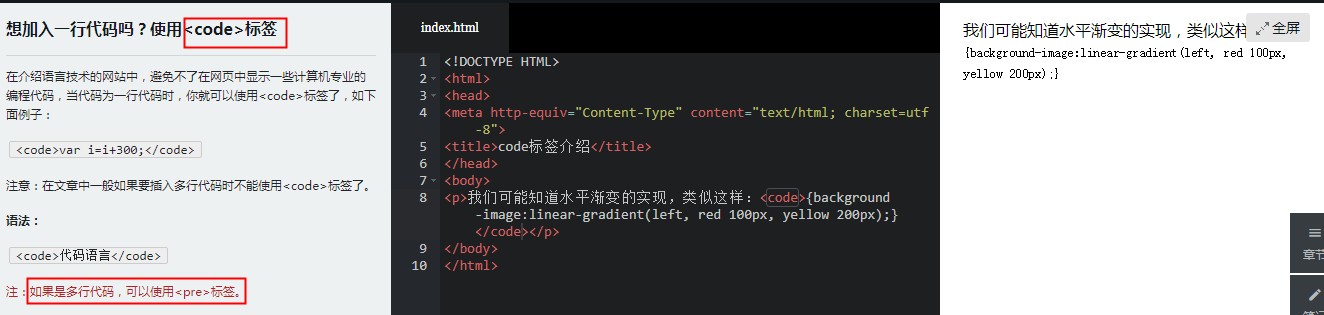 想加入一行代码吗？使用<code>标签
在介绍语言技术的网站中，避免不了在网页中显示一些计算机专业的
编程代码，当代码为一行代码时，你就可以使用<code>标签了，如下
面例子：
<code>var i=i+300;</code>
注意：在文章中一般如果要插入多行代码时不能使用<code>标签了。
语法：
<code>代码语言</code>
注：如果是多行代码，可以使用<pre>标签。
index.html
1 <!DOCTYPE HTML>
2 <html>
3 <head>
4 <meta http-equiv="Content-Type" content="text/html; charset=utf
-8">
5 <title>code标签介绍</title>
6 </head>
7 <body>
8 <p>我们可能知道水平渐变的实现，类似这样：<code>{background
-image:linear-gradient(left, red 100px, yellow 200px);}
</code></p>
9 </body>
10 </html>
我们可能知道水平渐变的实现，类似这样
全屏
{background-image:linear-gradient(left, red 100px,
yellow 200px);}
章节